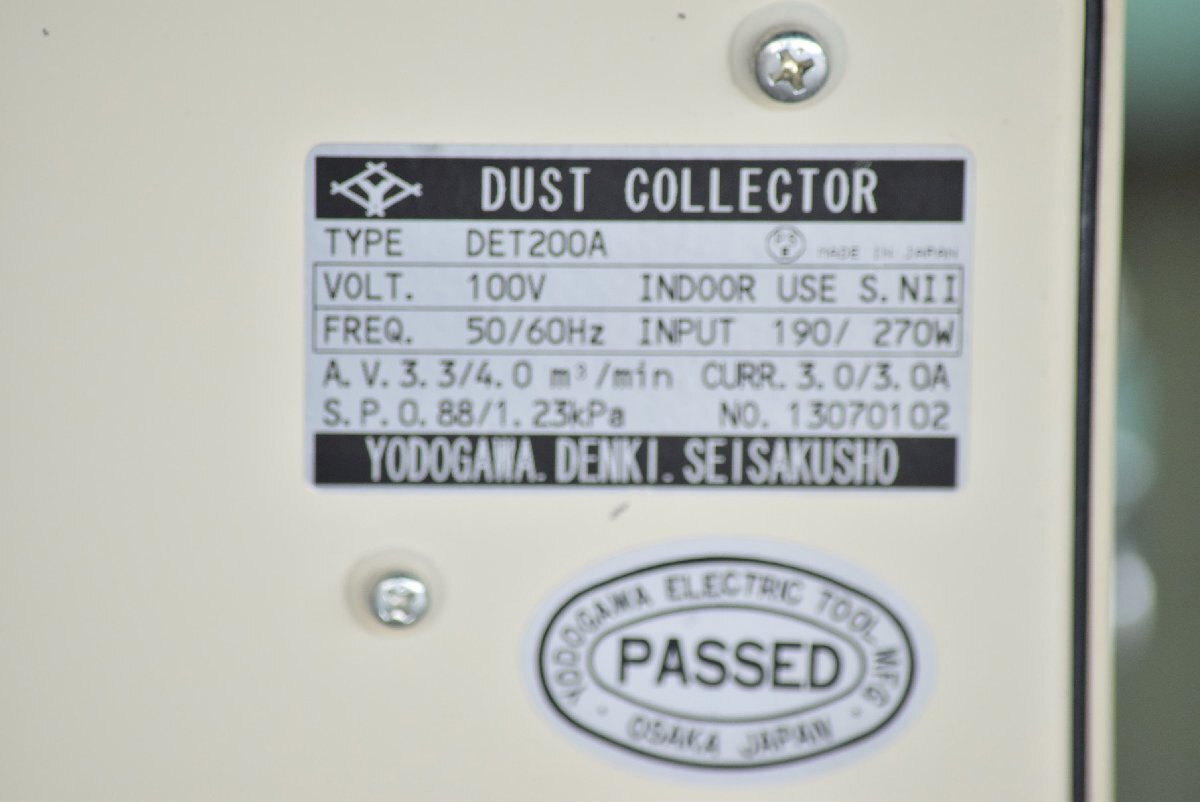 DUST COLLECTOR
TYPE DET200A MADE IN JAPAN
VOLT. 100V INDOOR USE S.NII
FREQ. 50/60Hz INPUT 190/ 270W
A.V.3.3/4.0 m³/min CURR.3.0/3.0A
S.P.0.88/1.23kPa NO.13070102
YODOGAWA.DENKI.SEISAKUSHO
YODOGAWA ELECTRIC TOOL MFG
PASSED
OSAKA JAPAN